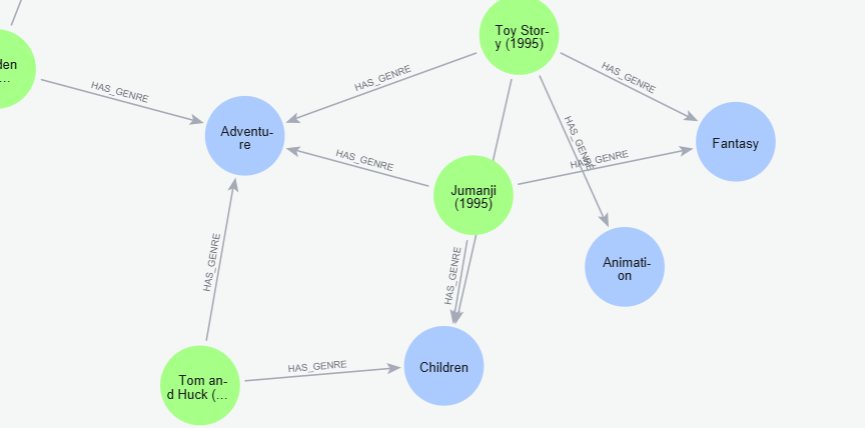 Toy Stor-
y (1995)
den
...
HAS_GENRE
HAS_GENRE
HAS_GENRE
Adventu-
re
HAS_GENRE
HAS_GENRE
HAS_GENRE
Fantasy
Jumanji
(1995)
HAS_GENRE
HAS_GENRE
Animati-
on
Children
HAS_GENRE
Tom an-
d Huck (...